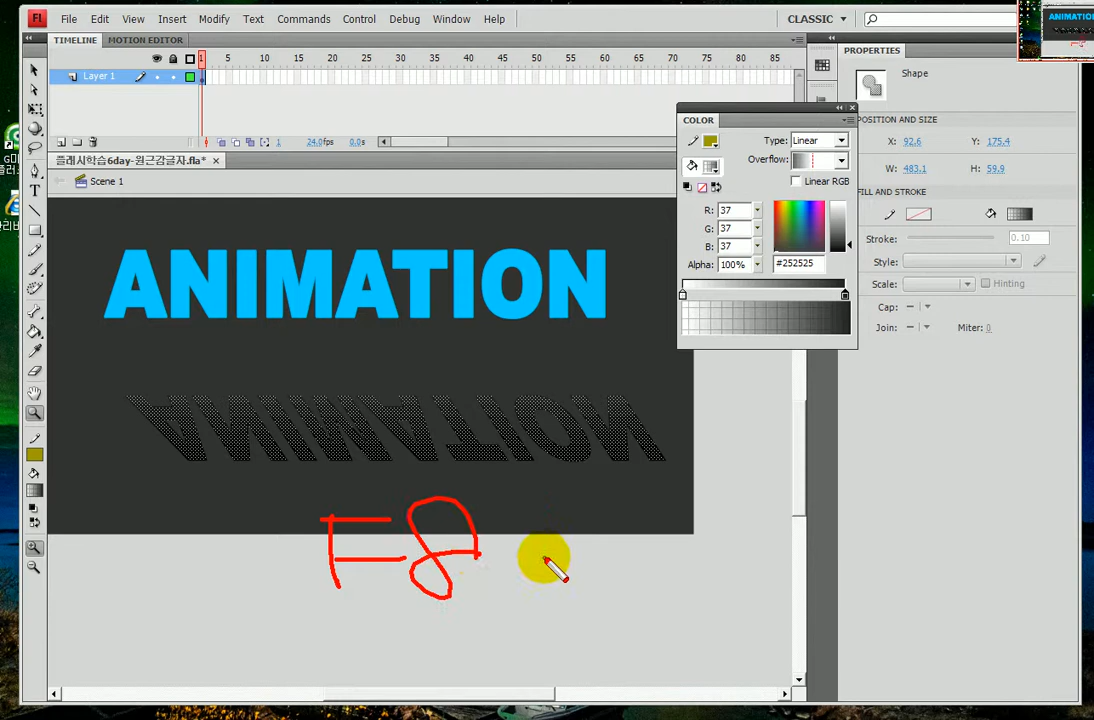 Fl File Edit View Insert Modify Text Commands Control Debug Window Help CLASSIC
ANIMATION
TIMELINE MOTION EDITOR
PROPERTIES
1 5 10 15 20 25 30 35 40 45 50 55 60 65 70 75 80 85
Layer 1
Shape
COLOR
POSITION AND SIZE
1 24.0fps 0.0s
Type: Linear
X: 92.6 Y: 175.4
플래시학습6day-원근감글자.fla* ×
Overflow:
W: 483.1 H: 59.9
Scene 1
Linear RGB
FILL AND STROKE
R: 37
G: 37
Stroke: 0.10
B: 37
Alpha: 100% #252525
Style:
Scale: Hinting
Cap:
Join: Miter: 0
ANIMATION
ANIMATION
F8